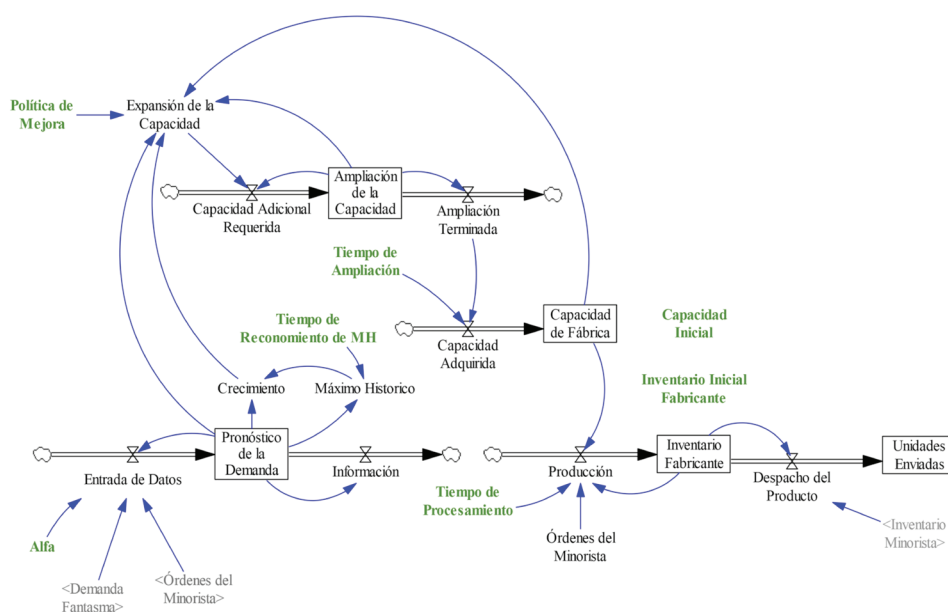 Política de
Mejora
Expansión de la
Capacidad
Ampliación
de la
Capacidad
Capacidad Adicional
Requerida
Ampliación
Terminada
Tiempo de
Ampliación
Capacidad
de Fábrica
Capacidad
Inicial
Tiempo de
Reconomiento de MH
Capacidad
Adquirida
Crecimiento
Máximo Historico
Inventario Inicial
Fabricante
Pronóstico
de la
Demanda
Entrada de Datos
Información
Producción
Inventario
Fabricante
Despacho del
Producto
Unidades
Enviadas
Tiempo de
Procesamiento
Alfa
<Demanda
Fantasma>
<Órdenes del
Minorista>
Órdenes del
Minorista
<Inventario
Minorista>